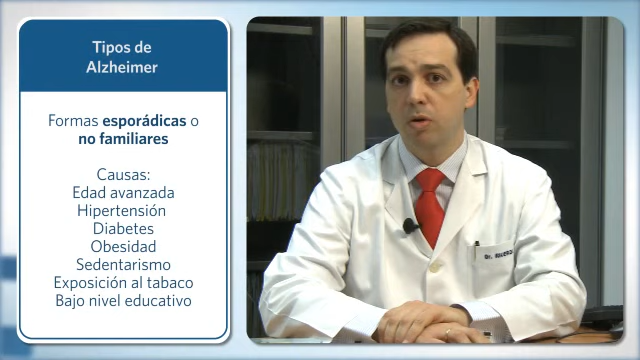 Tipos de
Alzheimer
Formas esporádicas o
no familiares
Causas:
Edad avanzada
Hipertensión
Diabetes
Obesidad
Sedentarismo
Exposición al tabaco
Bajo nivel educativo
Dr.